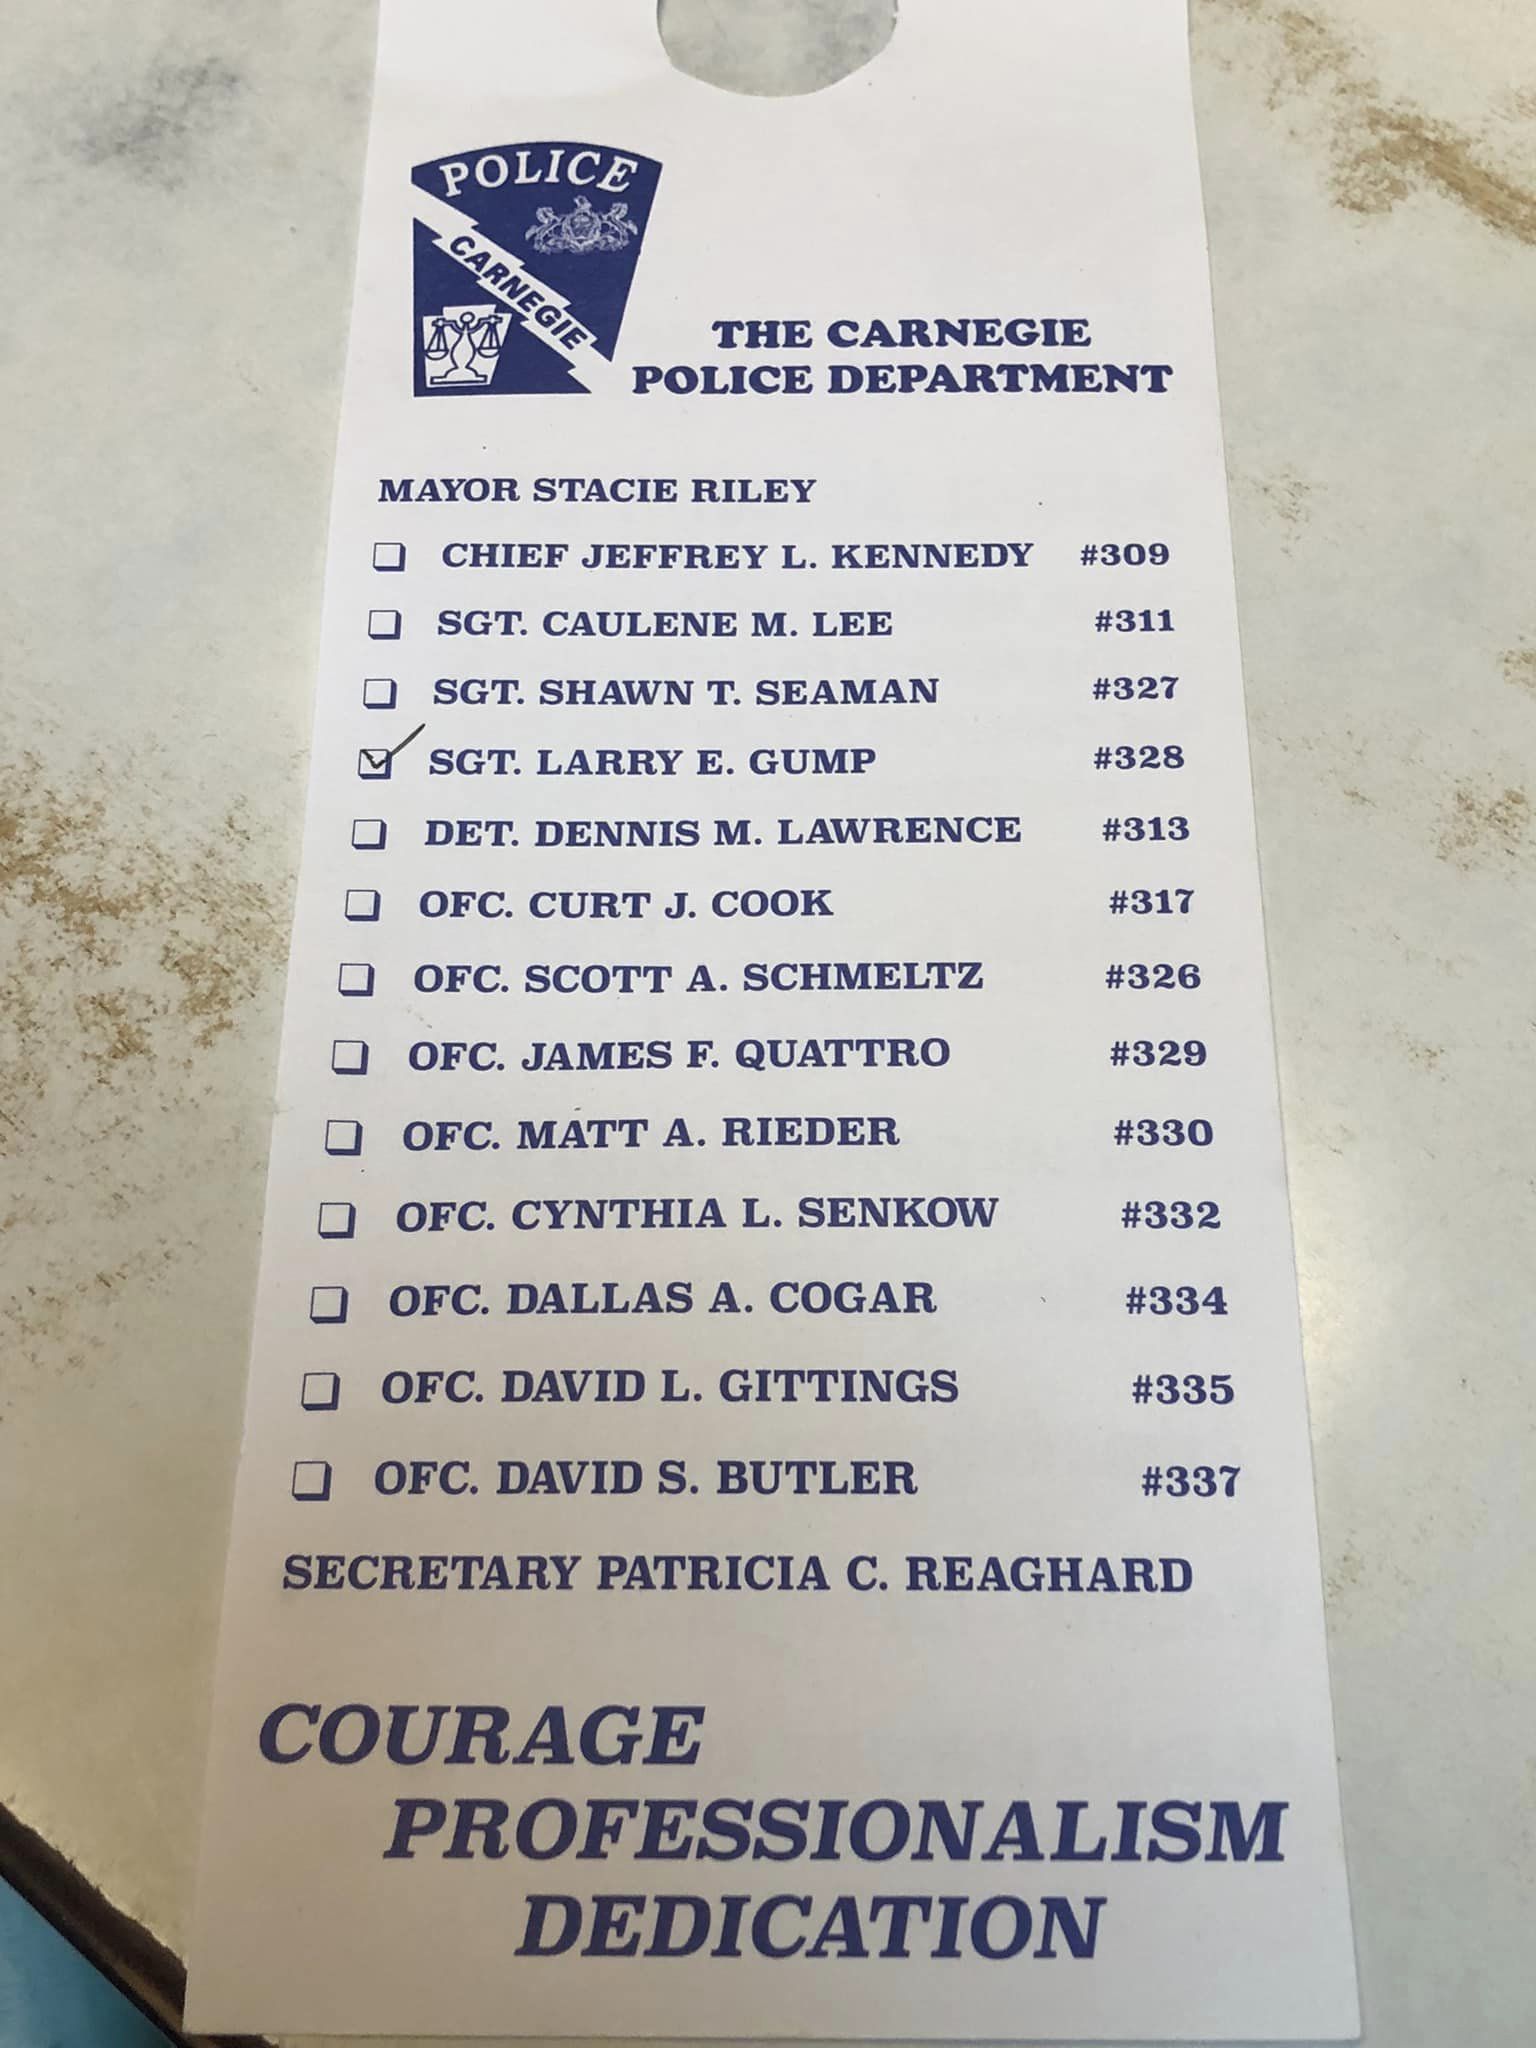 POLICE
CARNEGIE
THE CARNEGIE
POLICE DEPARTMENT
MAYOR STACIE RILEY
CHIEF JEFFREY L. KENNEDY #309
SGT. CAULENE M. LEE #311
SGT. SHAWN T. SEAMAN #327
SGT. LARRY E. GUMP #328
DET. DENNIS M. LAWRENCE #313
OFC. CURT J. COOK #317
OFC. SCOTT A. SCHMELTZ #326
OFC. JAMES F. QUATTRO #329
OFC. MATT A. RIEDER #330
OFC. CYNTHIA L. SENKOW #332
OFC. DALLAS A. COGAR #334
OFC. DAVID L. GITTINGS #335
OFC. DAVID S. BUTLER #337
SECRETARY PATRICIA C. REAGHARD
COURAGE
PROFESSIONALISM
DEDICATION